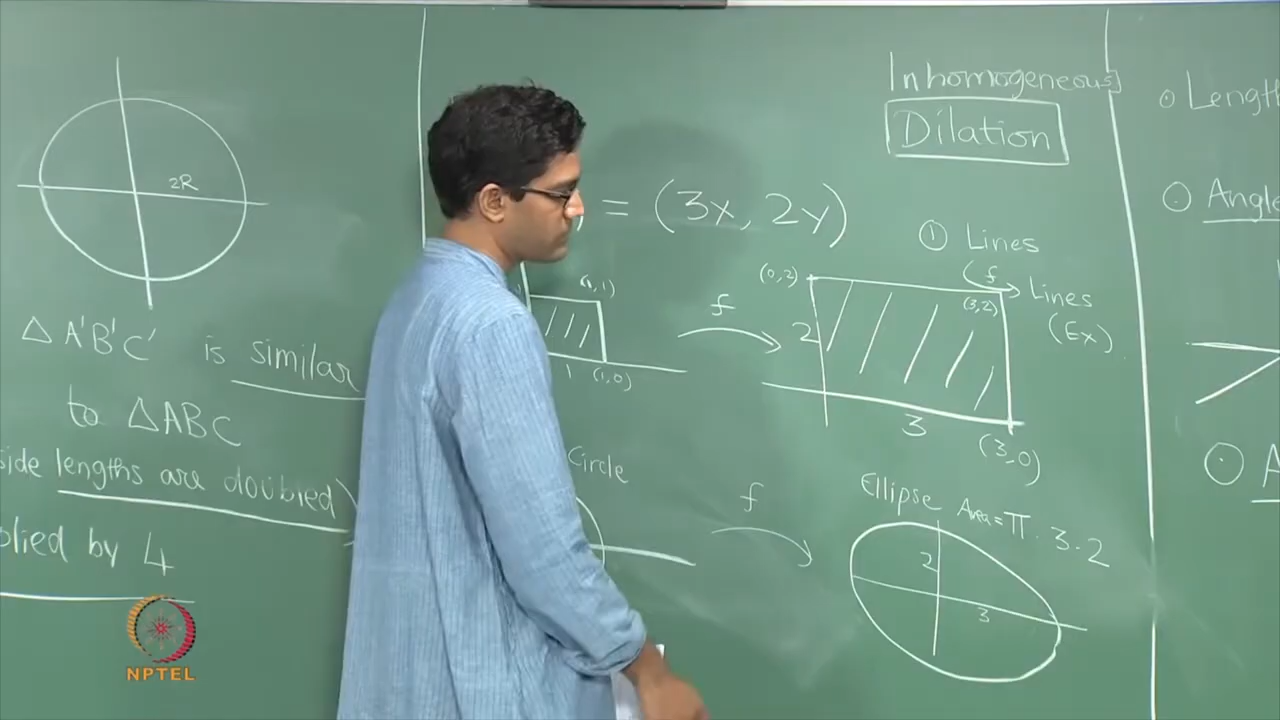 2R
△A'B'C' is similar
to △ABC
side lengths are doubled)
plied by 4
NPTEL
Inhomogeneous
Dilation
= (3x, 2y)
① Lines
f
Lines
(Ex)
(1, 1)
1 (1,0)
f
(0,2)
(3,2)
2
3
(3,0)
Circle
f
Ellipse Area = π . 3 . 2
2
3
⊙ Length
⊙ Angle
⊙ A